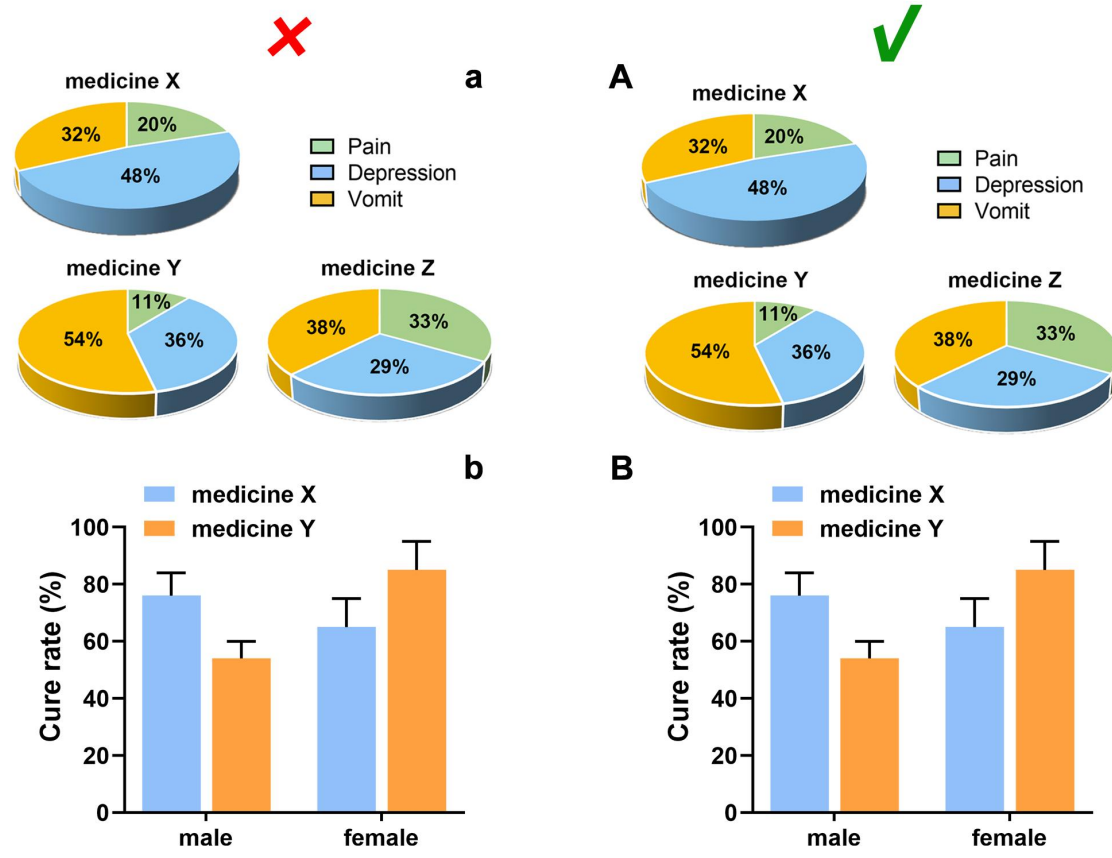 a
medicine X
32%
20%
48%
Pain
Depression
Vomit
medicine Y
11%
54%
36%
medicine Z
38%
33%
29%
b
medicine X
medicine Y
Cure rate (%)
100
80
60
40
20
0
male
female
A
medicine X
32%
20%
48%
Pain
Depression
Vomit
medicine Y
11%
54%
36%
medicine Z
38%
33%
29%
B
medicine X
medicine Y
Cure rate (%)
100
80
60
40
20
0
male
female